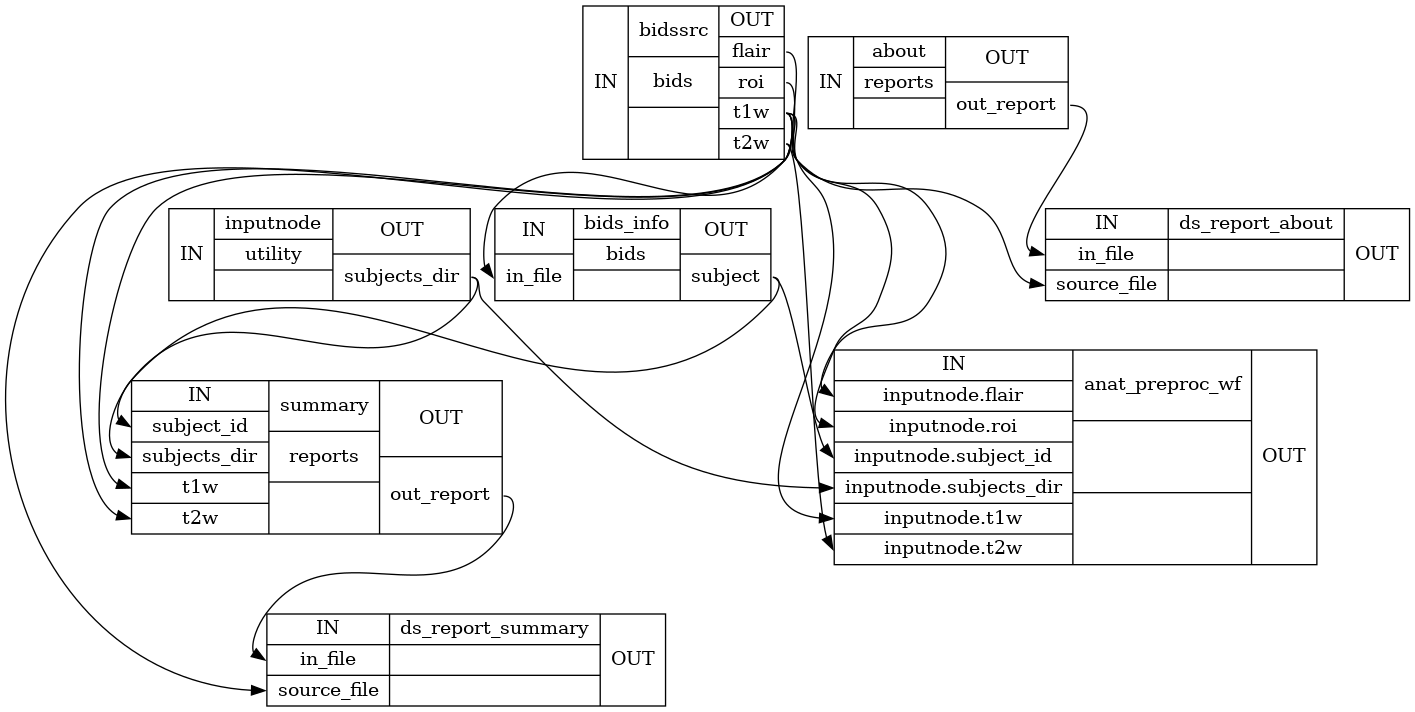 IN
bidssrc
bids
OUT
flair
roi
t1w
t2w
IN
about
reports
OUT
out_report
IN
inputnode
utility
OUT
subjects_dir
IN
in_file
bids_info
bids
OUT
subject
IN
in_file
source_file
ds_report_about
OUT
IN
subject_id
subjects_dir
t1w
t2w
summary
reports
OUT
out_report
IN
inputnode.flair
inputnode.roi
inputnode.subject_id
inputnode.subjects_dir
inputnode.t1w
inputnode.t2w
anat_preproc_wf
OUT
IN
in_file
source_file
ds_report_summary
OUT